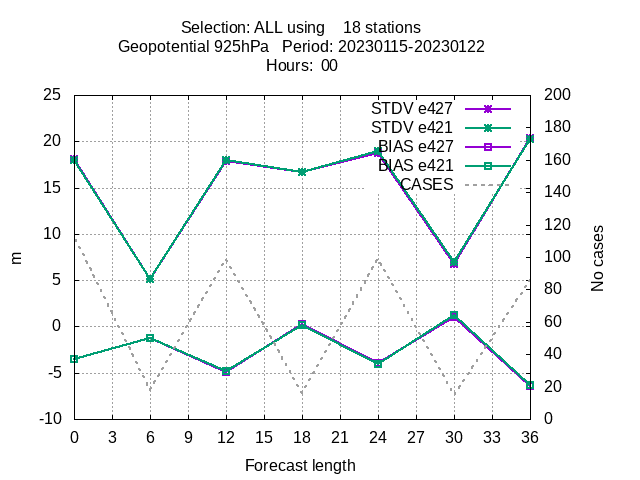 Selection: ALL using    18 stations
Geopotential 925hPa   Period: 20230115-20230122
Hours:  00
STDV e427
STDV e421
BIAS e427
BIAS e421
CASES
25
20
15
10
5
0
-5
-10
m
200
180
160
140
120
100
80
60
40
20
0
No cases
0 3 6 9 12 15 18 21 24 27 30 33 36
Forecast length